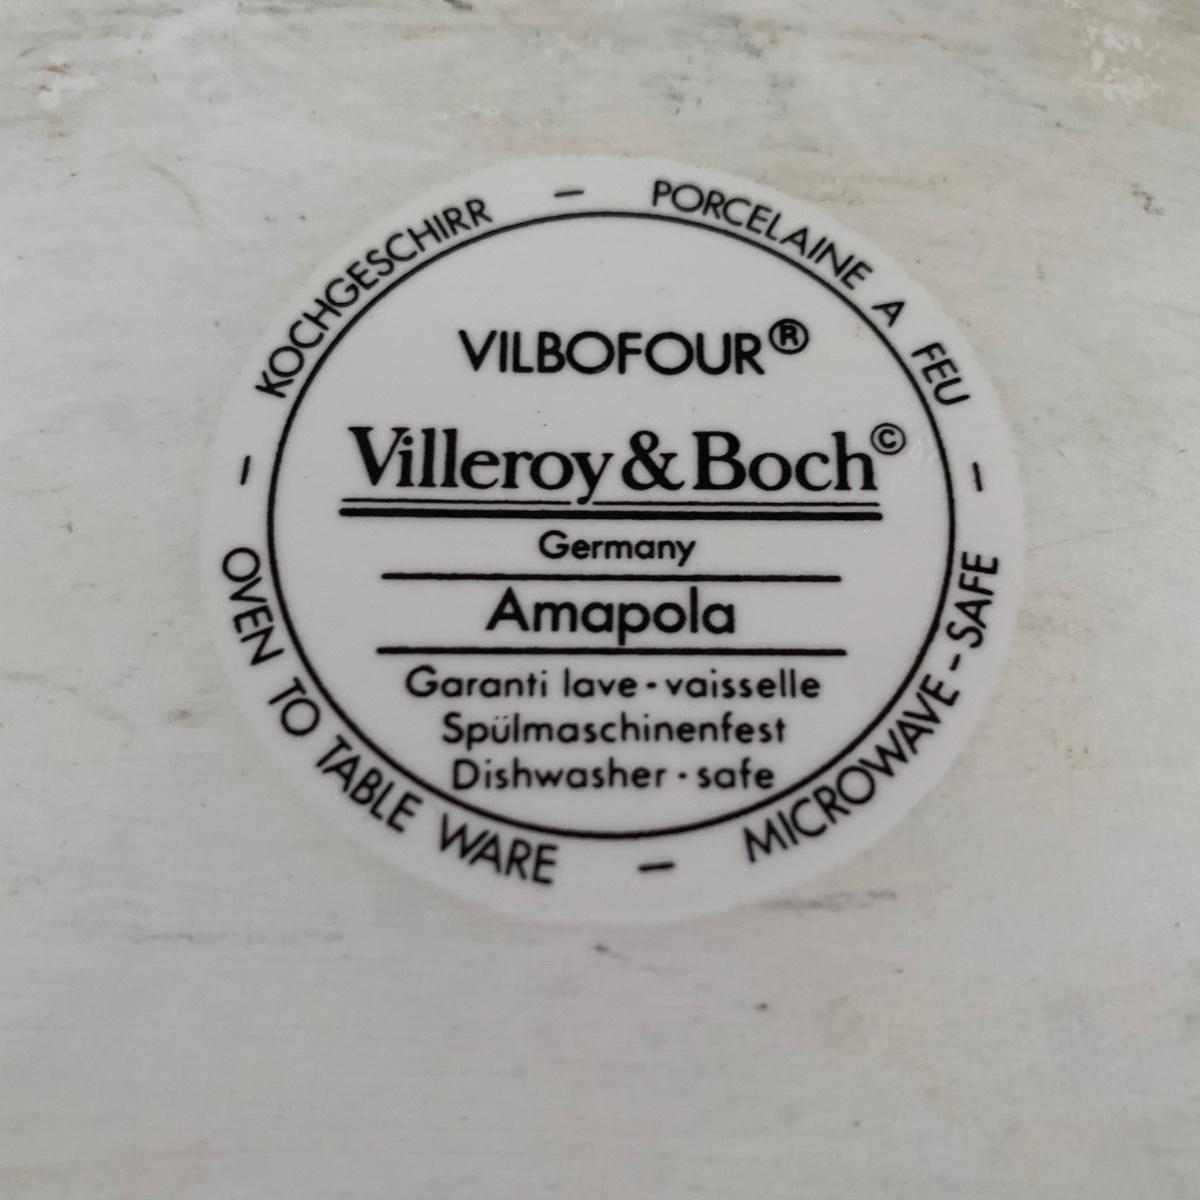 KOCHGESCHIRR – PORCELAINE A FEU –
VILBOFOUR®
Villeroy & Boch©
Germany
Amapola
Garanti lave-vaisselle
Spülmaschinenfest
Dishwasher · safe
– OVEN TO TABLE WARE – MICROWAVE-SAFE